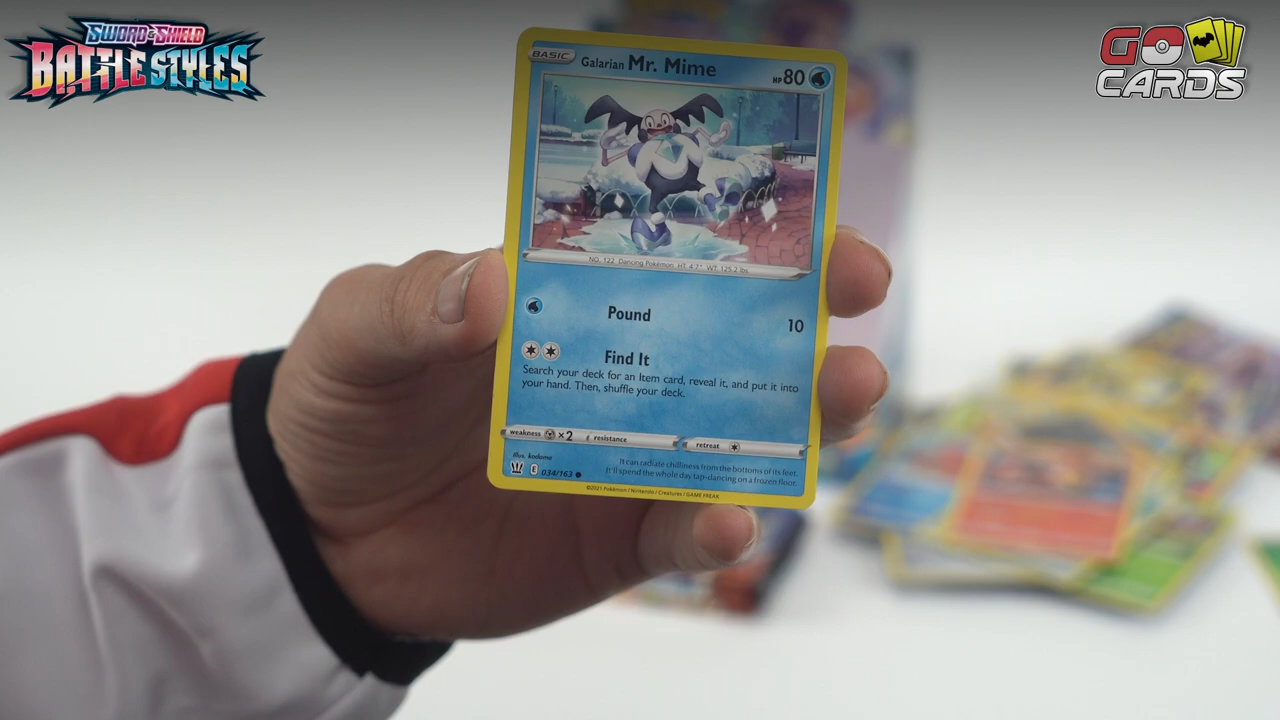 SWORD & SHIELD
BATTLE STYLES
GO
CARDS
BASIC
Galarian Mr. Mime
HP 80
NO. 122 Dancing Pokémon HT: 4'7" WT: 125.2 lbs.
Pound 10
Find It
Search your deck for an Item card, reveal it, and put it into
your hand. Then, shuffle your deck.
weakness ×2 resistance retreat
Illus. kodama
It can radiate chilliness from the bottoms of its feet.
It'll spend the whole day tap-dancing on a frozen floor.
E 034/163
©2021 Pokémon / Nintendo / Creatures / GAME FREAK